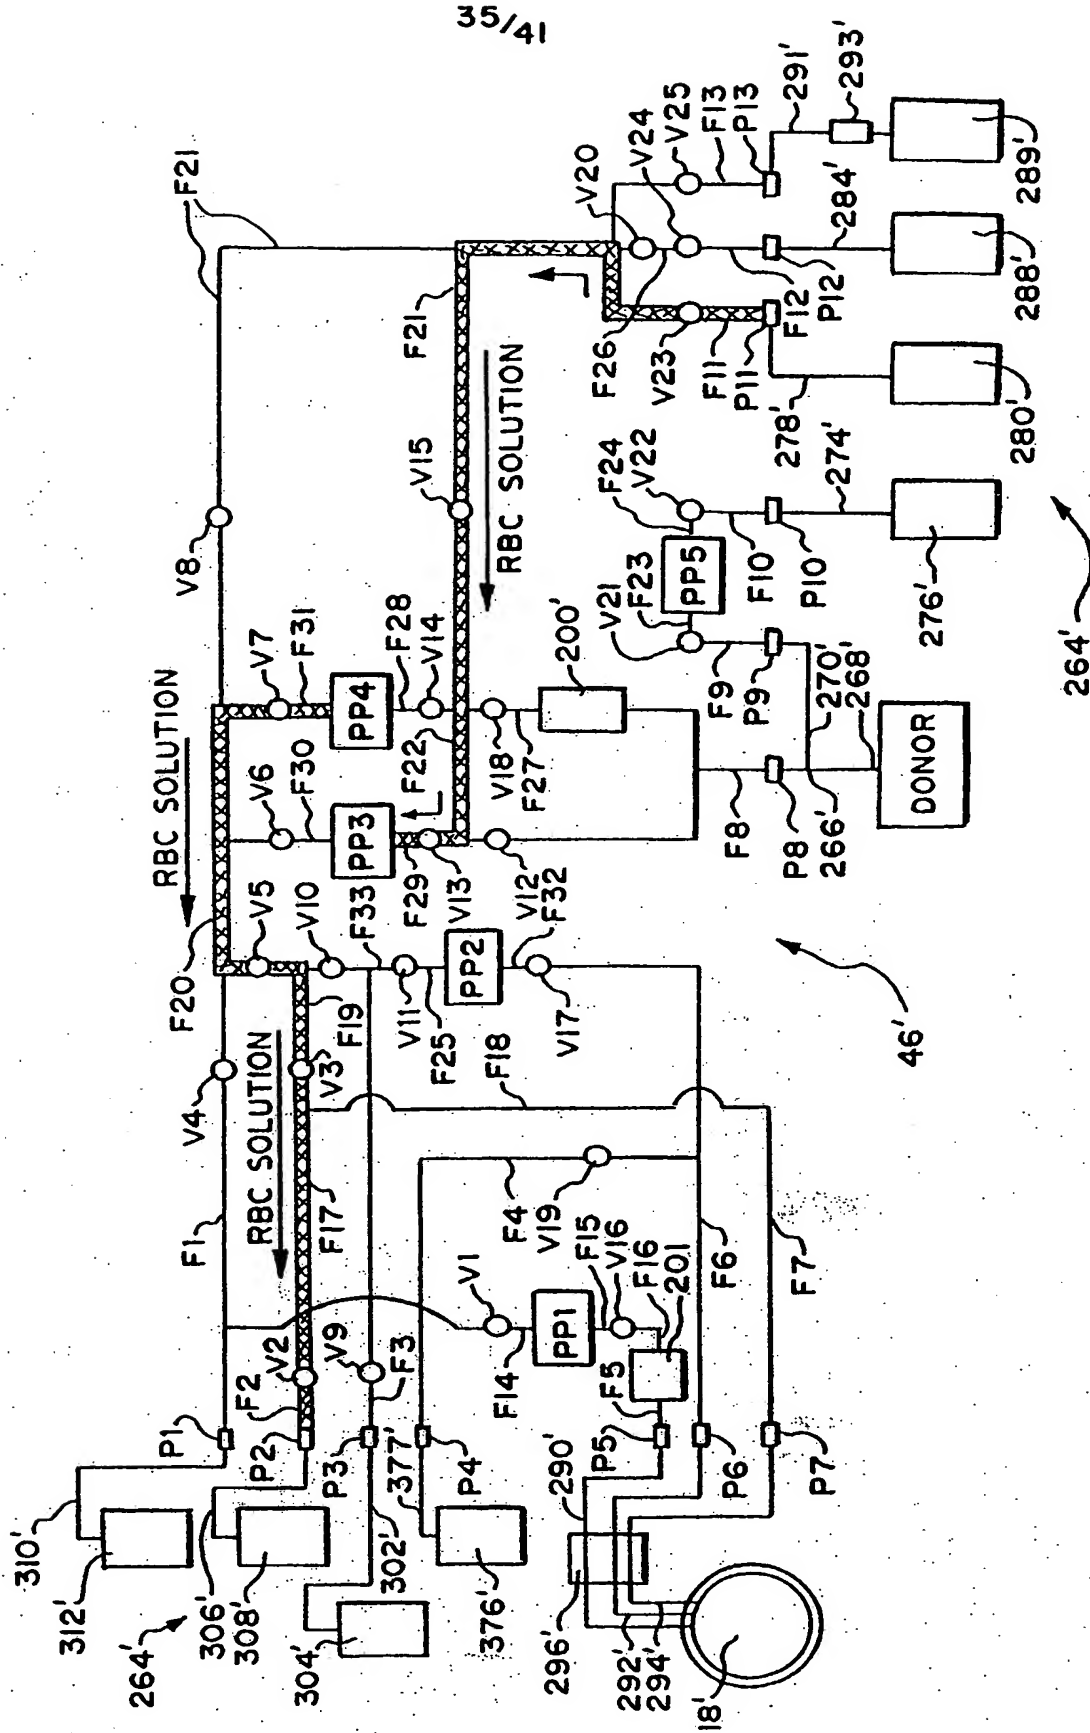 35/41
F21
V8
V7
F31
RBC SOLUTION
V6
F30
PP4
F28
V14
F20
V5
V10
F33
PP3
F29
V13
F22
V18
F27
200'
F21
V15
RBC SOLUTION
V20
V24
V25
F13
P13
291'
293'
289'
284'
288'
F12
P12
F26
V23
F11
P11
278'
280'
F24
V22
F10
P10
274'
276'
PP5
V21
F23
F9
P9
270'
268'
264'
F8
P8
266'
DONOR
V12
F32
PP2
V11
F25
V17
46'
F19
V3
F18
V4
RBC SOLUTION
F1
F17
F4
V19
F15
V16
F16
201
F6
F7
V1
PP1
F14
V2
V9
F3
F2
F5
P1
P2
P3
377'
P4
P5
P6
P7
290'
310'
312'
264'
306'
308'
304'
302'
376'
296'
292'
294'
18'